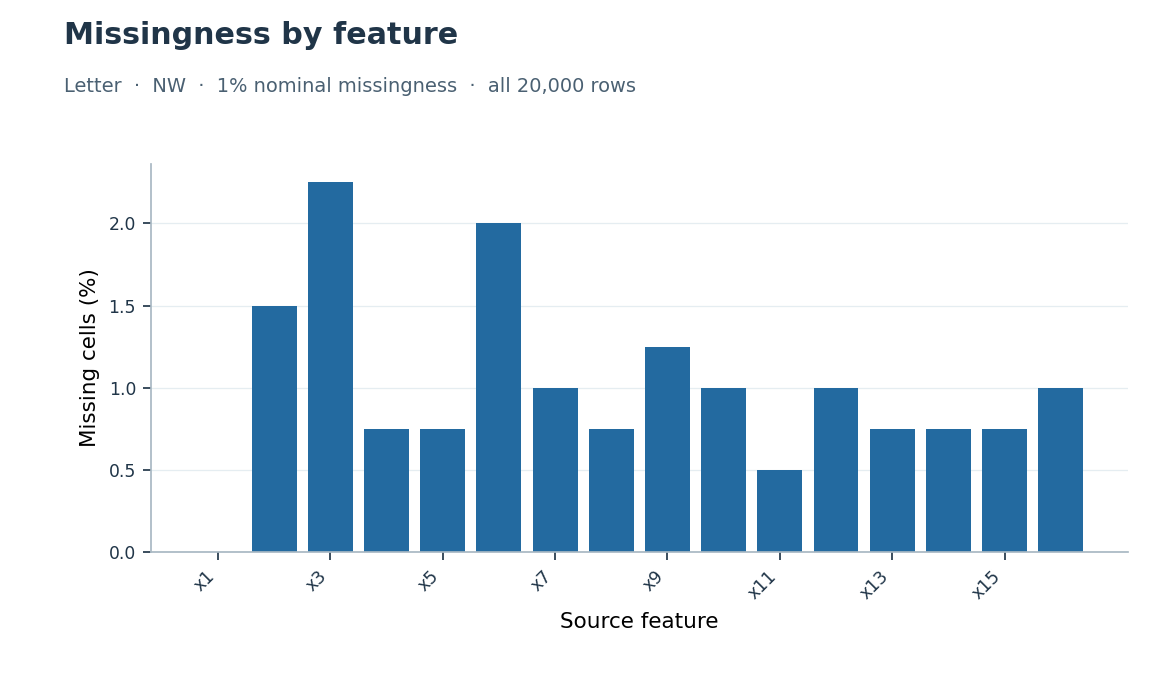 Missingness by feature
Letter · NW · 1% nominal missingness · all 20,000 rows
Missing cells (%)
2.0
1.5
1.0
0.5
0.0
x1 x3 x5 x7 x9 x11 x13 x15
Source feature